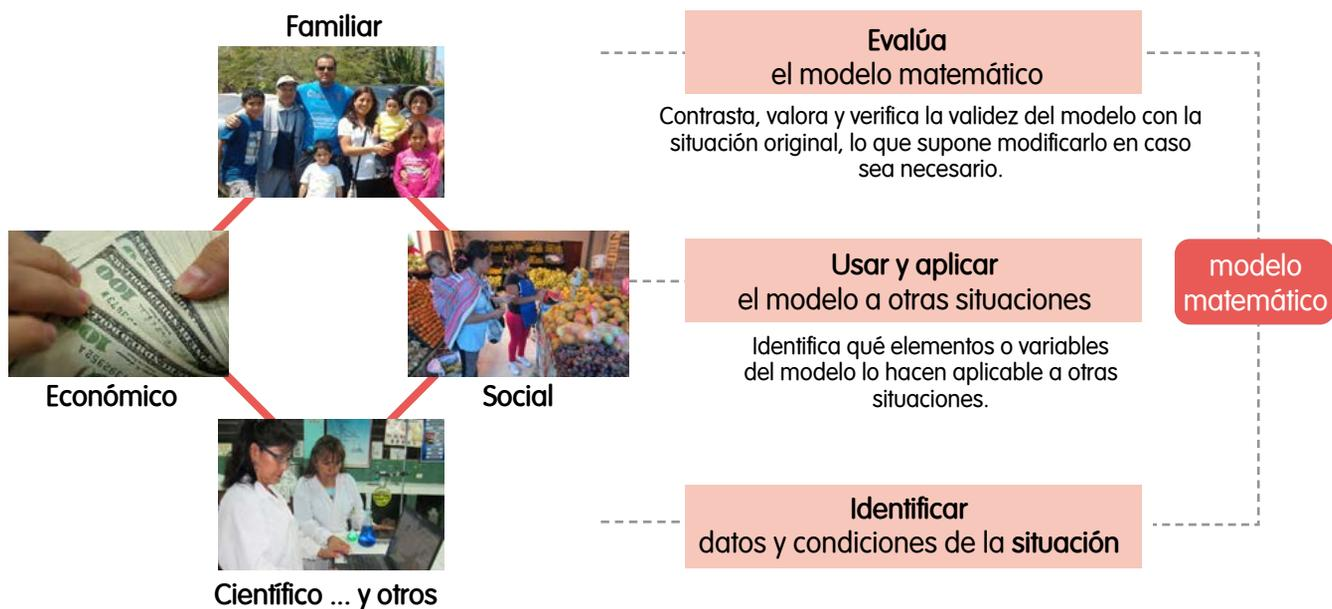 Familiar
Económico
Social
Científico ... y otros
Evalúa
el modelo matemático
Contrasta, valora y verifica la validez del modelo con la
situación original, lo que supone modificarlo en caso
sea necesario.
Usar y aplicar
el modelo a otras situaciones
Identifica qué elementos o variables
del modelo lo hacen aplicable a otras
situaciones.
Identificar
datos y condiciones de la situación
modelo
matemático